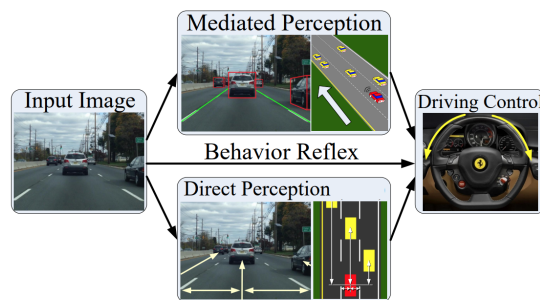 Mediated Perception
Input Image
Driving Control
Behavior Reflex
Direct Perception